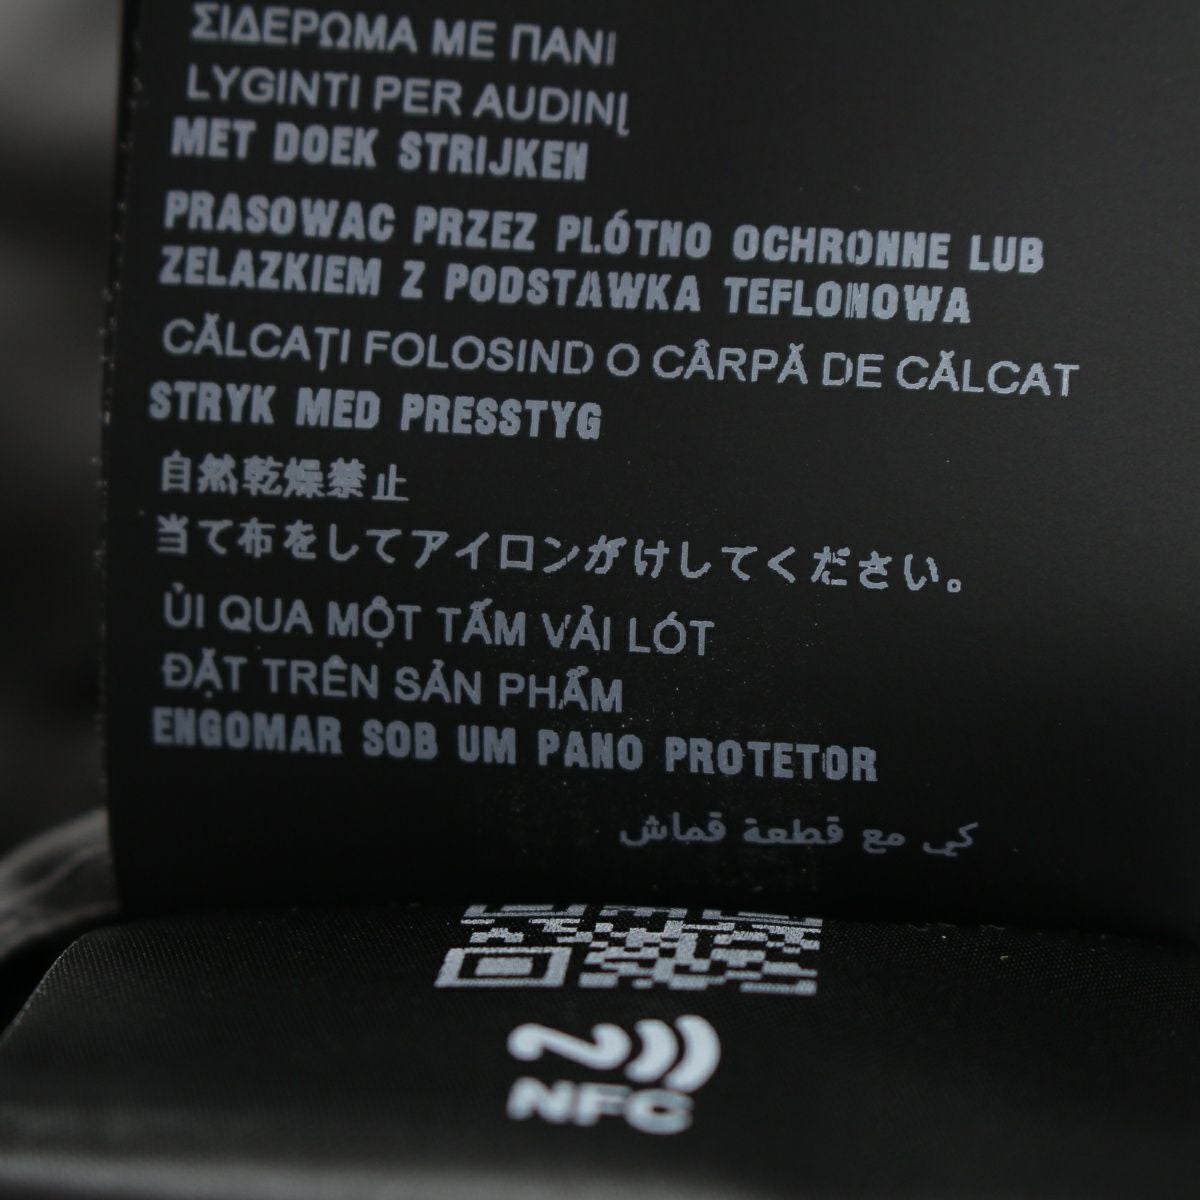 ΣΙΔΕΡΩΜΑ ΜΕ ΠΑΝΙ
LYGINTI PER AUDINĮ
MET DOEK STRIJKEN
PRASOWAC PRZEZ PLÓTNO OCHRONNE LUB
ZELAZKIEM Z PODSTAWKA TEFLONOWA
CĂLCAȚI FOLOSIND O CÂRPĂ DE CĂLCAT
STRYK MED PRESSTYG
自然乾燥禁止
当て布をしてアイロンがけしてください。
ỦI QUA MỘT TẤM VẢI LÓT
ĐẶT TRÊN SẢN PHẨM
ENGOMAR SOB UM PANO PROTETOR
كي مع قطعة قماش
NFC